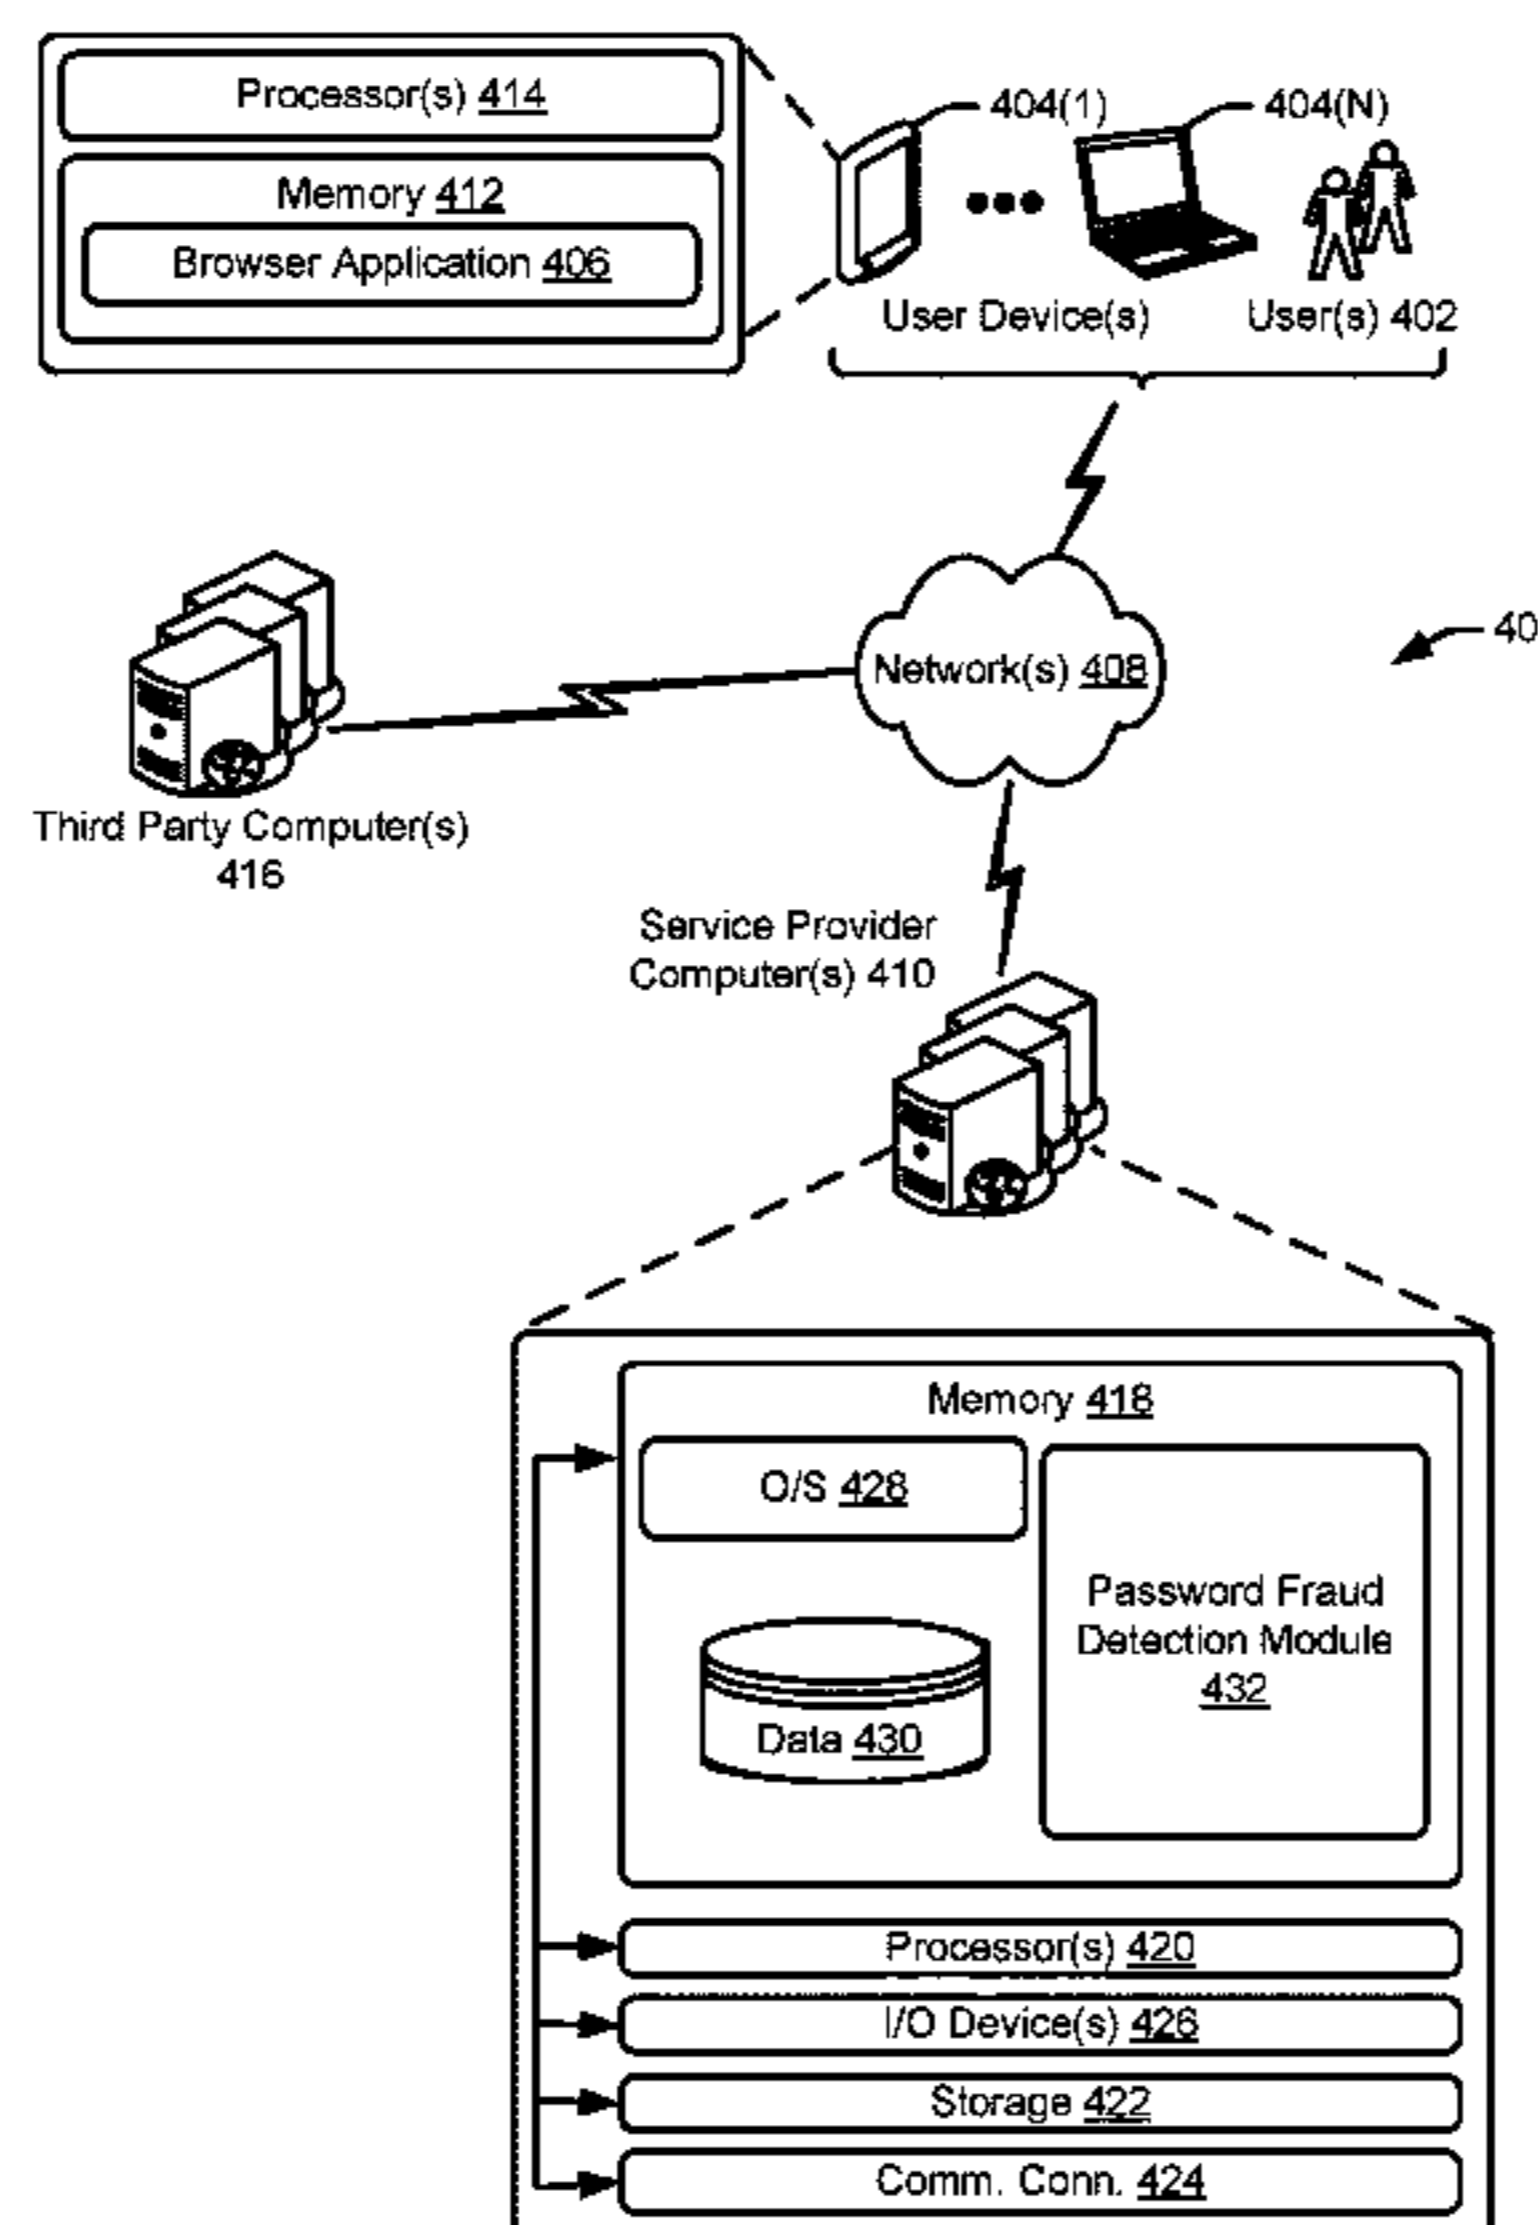 Processor(s) 414
Memory 412
Browser Application 406
404(1)
404(N)
User Device(s)
User(s) 402
Network(s) 408
40
Third Party Computer(s)
416
Service Provider
Computer(s) 410
Memory 418
O/S 428
Password Fraud
Detection Module
432
Data 430
Processor(s) 420
I/O Device(s) 426
Storage 422
Comm. Conn. 424